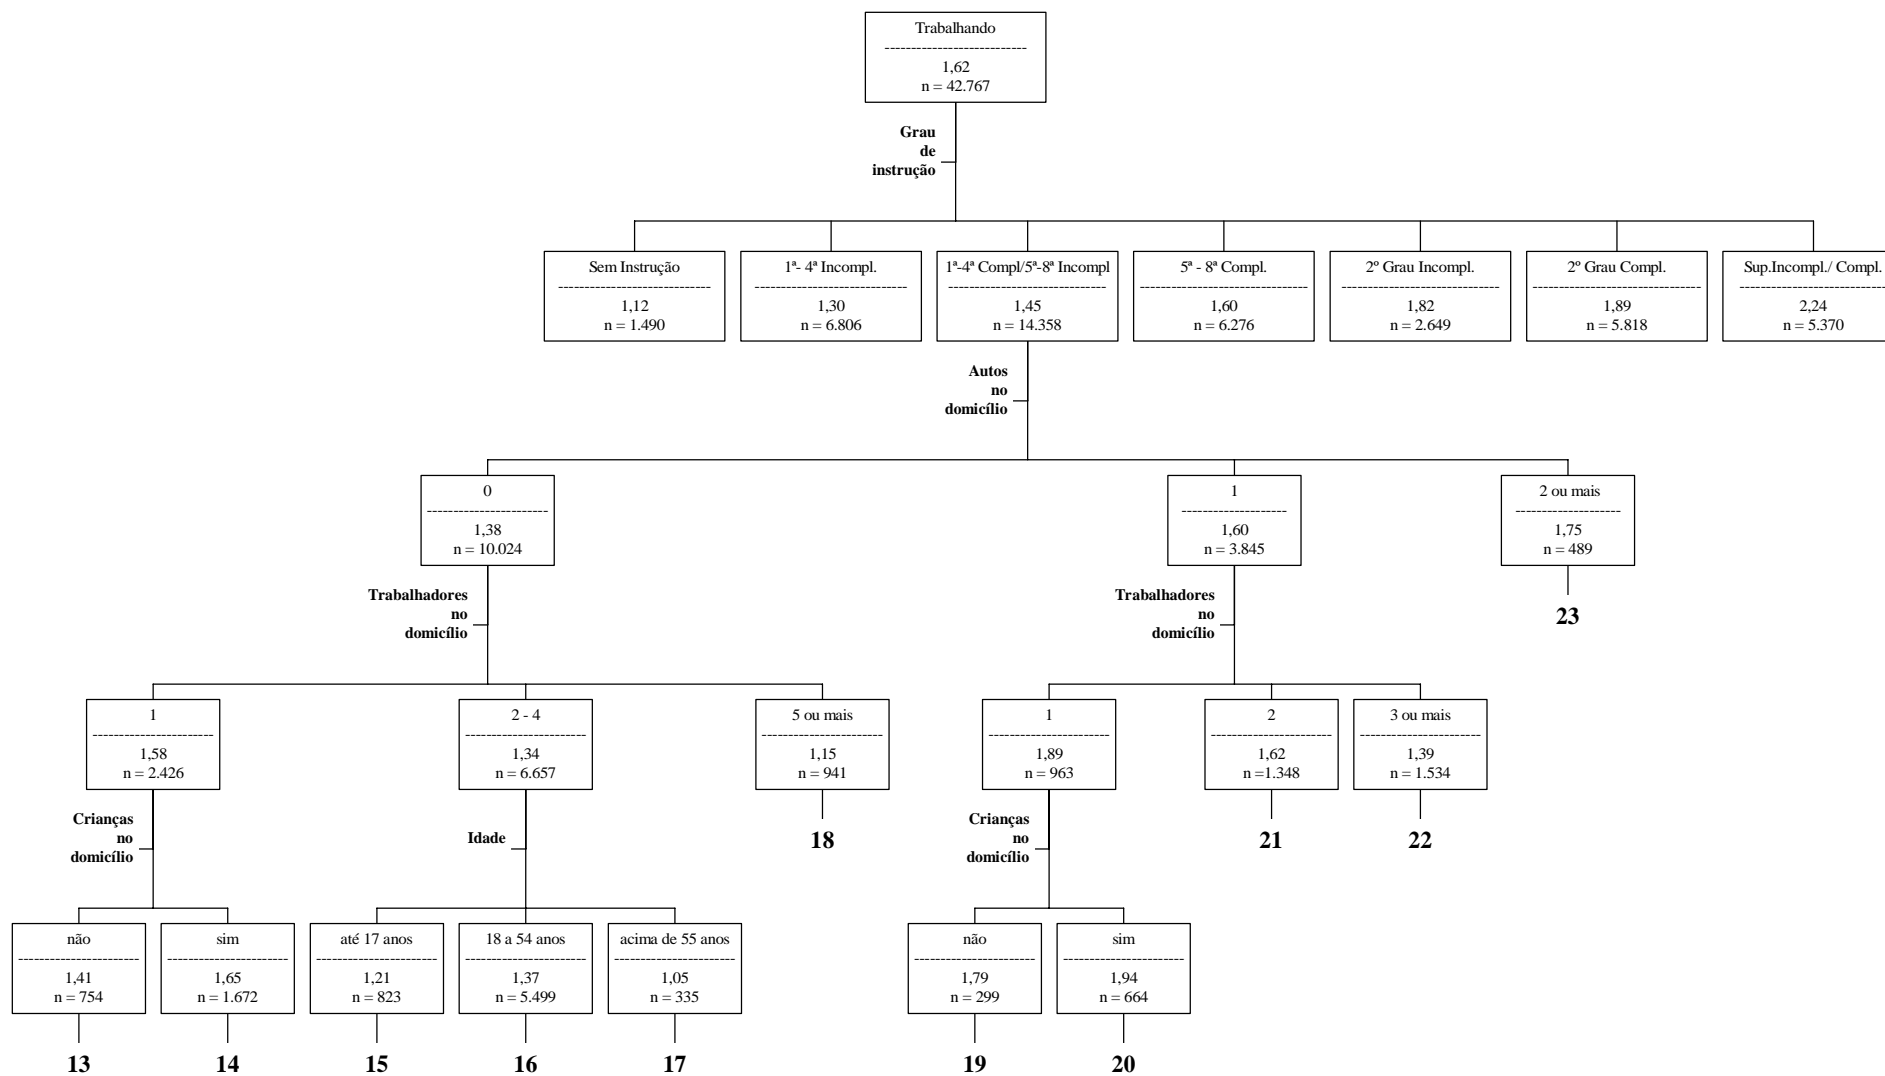 Trabalhando
---------------------------
1,62
n = 42.767
Grau
de
instrução
Sem Instrução
-----------------------------
1,12
n = 1.490
1ª- 4ª Incompl.
-----------------------------
1,30
n = 6.806
1ª-4ª Compl/5ª-8ª Incompl
------------------------------
1,45
n = 14.358
5ª - 8ª Compl.
-----------------------------
1,60
n = 6.276
2º Grau Incompl.
------------------------------
1,82
n = 2.649
2º Grau Compl.
-------------------------------
1,89
n = 5.818
Sup.Incompl./ Compl.
----------------------------
2,24
n = 5.370
Autos
no
domicílio
0
-----------------------
1,38
n = 10.024
1
--------------------
1,60
n = 3.845
2 ou mais
--------------------
1,75
n = 489
Trabalhadores
no
domicílio
Trabalhadores
no
domicílio
23
1
-----------------------
1,58
n = 2.426
2 - 4
-----------------------
1,34
n = 6.657
5 ou mais
-----------------------
1,15
n = 941
1
-----------------------
1,89
n = 963
2
-----------------------
1,62
n =1.348
3 ou mais
-----------------------
1,39
n = 1.534
Crianças
no
domicílio
Idade
18
Crianças
no
domicílio
21
22
não
-----------------------
1,41
n = 754
sim
-----------------------
1,65
n = 1.672
até 17 anos
-----------------------
1,21
n = 823
18 a 54 anos
-----------------------
1,37
n = 5.499
acima de 55 anos
-----------------------
1,05
n = 335
não
-----------------------
1,79
n = 299
sim
-----------------------
1,94
n = 664
13
14
15
16
17
19
20